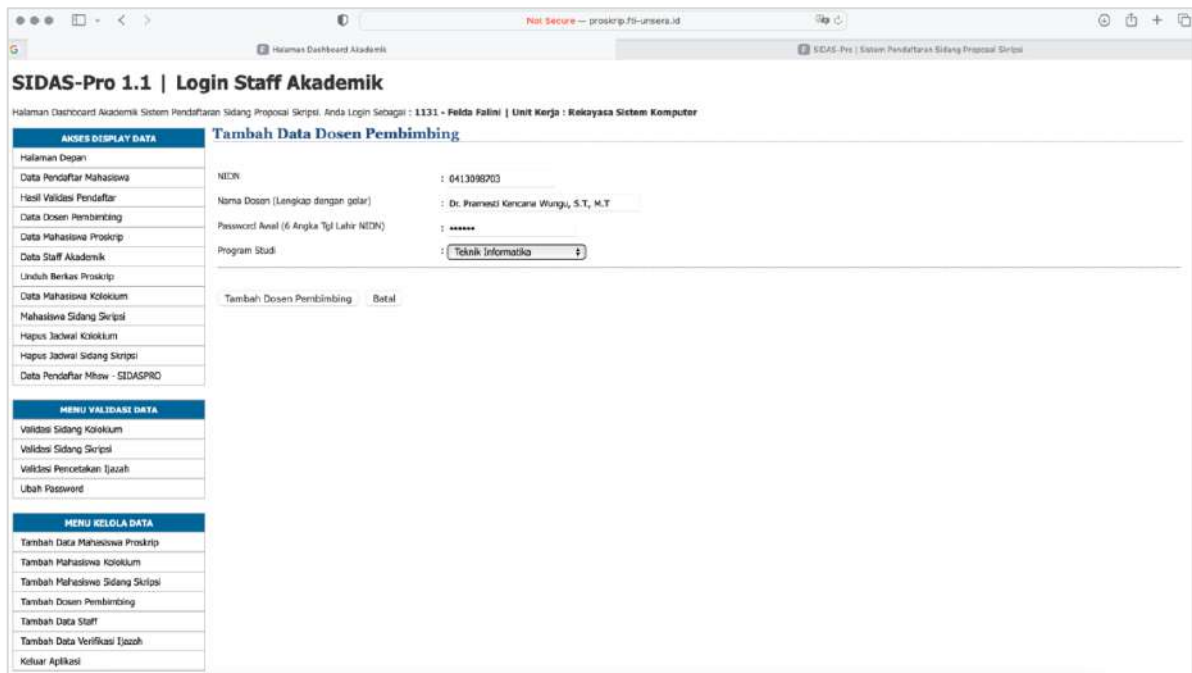 Not Secure — proskrip.fti-unsera.id
G
Halaman Dashboard Akademik
SIDAS-Pro | Sistem Pendaftaran Sidang Proposal Skripsi
SIDAS-Pro 1.1 | Login Staff Akademik
Halaman Dashboard Akademik Sistem Pendaftaran Sidang Proposal Skripsi. Anda Login Sebagai : 1131 - Felda Falini | Unit Kerja : Rekayasa Sistem Komputer
AKSES DISPLAY DATA
Halaman Depan
Data Pendaftar Mahasiswa
Hasil Validasi Pendaftar
Data Dosen Pembimbing
Data Mahasiswa Proskrip
Data Staff Akademik
Unduh Berkas Proskrip
Data Mahasiswa Kolokium
Mahasiswa Sidang Skripsi
Hapus Jadwal Kolokium
Hapus Jadwal Sidang Skripsi
Data Pendaftar Mhsw - SIDASPRO
MENU VALIDASI DATA
Validasi Sidang Kolokium
Validasi Sidang Skripsi
Validasi Pencetakan Ijazah
Ubah Password
MENU KELOLA DATA
Tambah Data Mahasiswa Proskrip
Tambah Mahasiswa Kolokium
Tambah Mahasiswa Sidang Skripsi
Tambah Dosen Pembimbing
Tambah Data Staff
Tambah Data Verifikasi Ijazah
Keluar Aplikasi
Tambah Data Dosen Pembimbing
NIDN : 0413098703
Nama Dosen (Lengkap dengan gelar) : Dr. Pramesti Kencana Wungu, S.T, M.T
Password Awal (6 Angka Tgl Lahir NIDN) : ••••••
Program Studi : Teknik Informatika
Tambah Dosen Pembimbing Batal